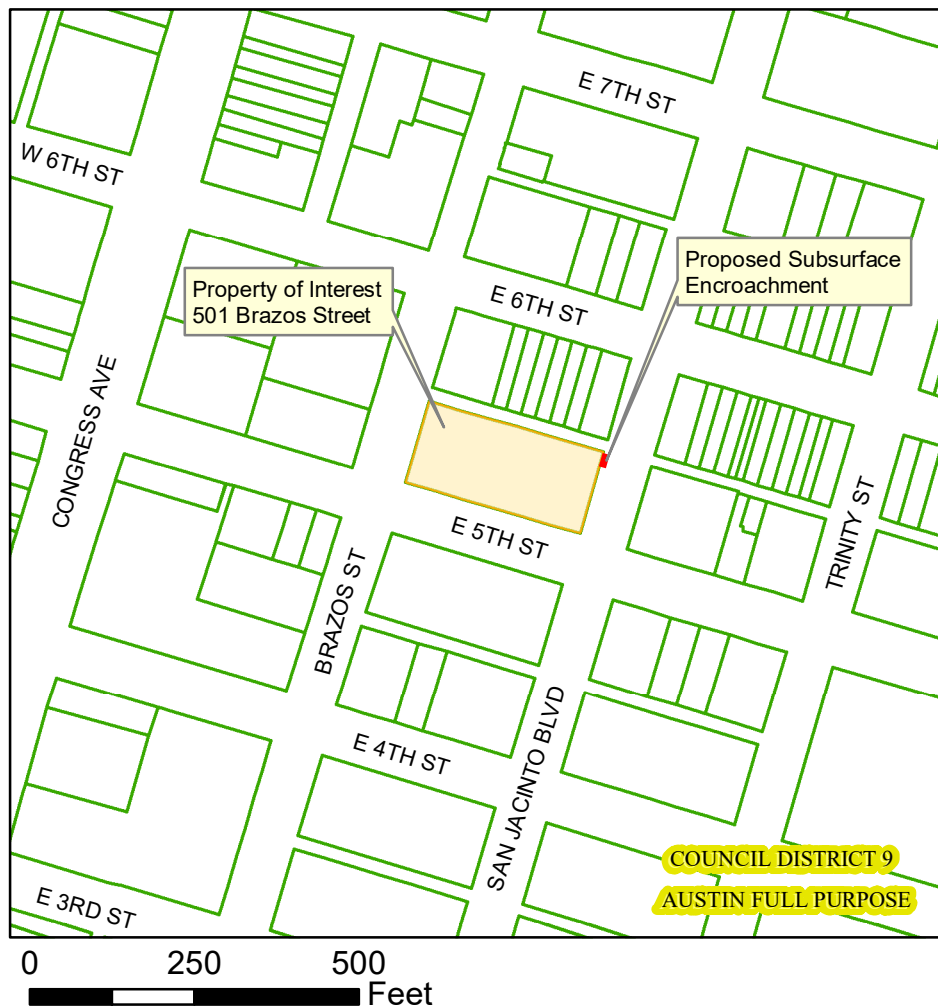 E 7TH ST
W 6TH ST
Proposed Subsurface
Encroachment
Property of Interest
501 Brazos Street
E 6TH ST
CONGRESS AVE
E 5TH ST
TRINITY ST
BRAZOS ST
SAN JACINTO BLVD
E 4TH ST
COUNCIL DISTRICT 9
AUSTIN FULL PURPOSE
E 3RD ST
0 250 500
Feet